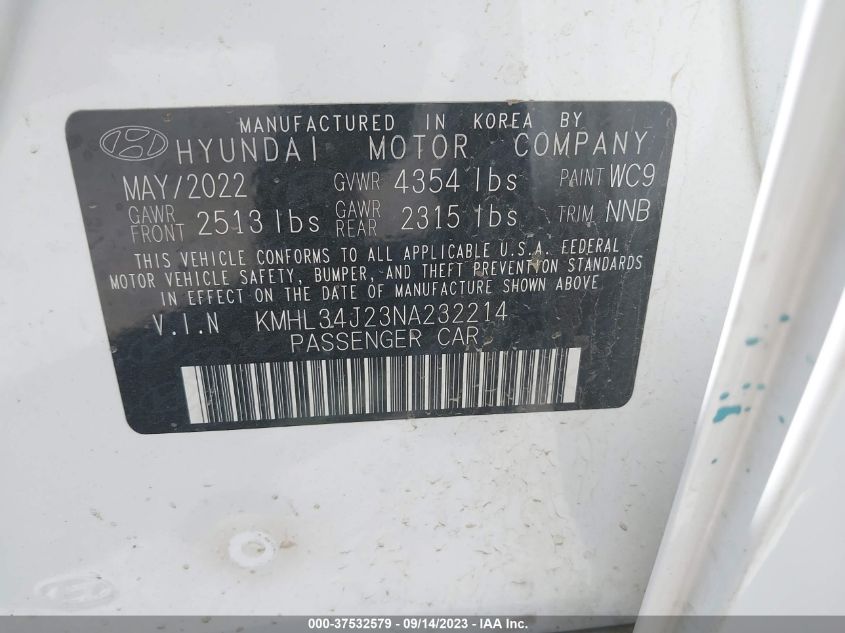 MANUFACTURED IN KOREA BY
HYUNDAI MOTOR COMPANY
MAY/2022 GVWR 4354 lbs PAINT WC9
GAWR FRONT 2513 lbs GAWR REAR 2315 lbs TRIM NNB
THIS VEHICLE CONFORMS TO ALL APPLICABLE U.S.A. FEDERAL
MOTOR VEHICLE SAFETY, BUMPER, AND THEFT PREVENTION STANDARDS
IN EFFECT ON THE DATE OF MANUFACTURE SHOWN ABOVE
V.I.N KMHL34J23NA232214
PASSENGER CAR
000-37532579 - 09/14/2023 - IAA Inc.